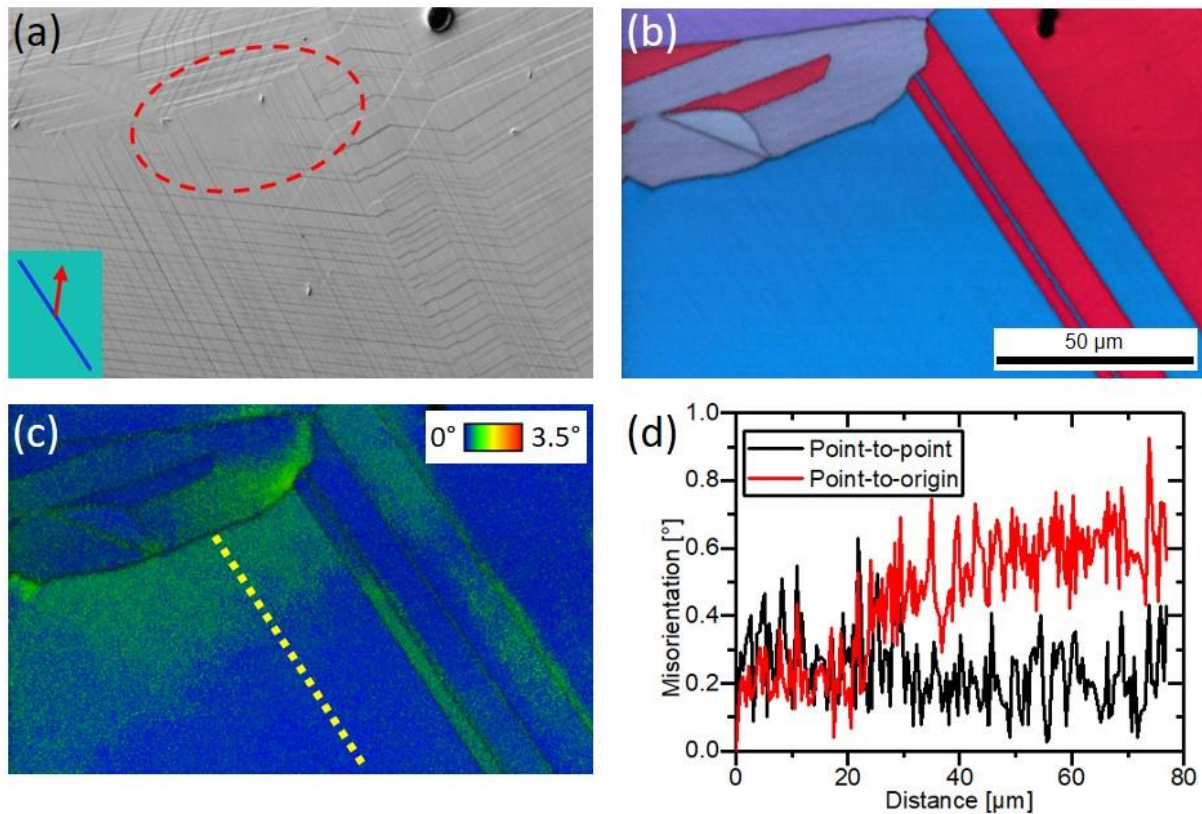 (a)
(b)
50 µm
(c)
0° 3.5°
(d)
1.0
0.8
0.6
0.4
0.2
0.0
Misorientation [°]
Point-to-point
Point-to-origin
0 20 40 60 80
Distance [µm]